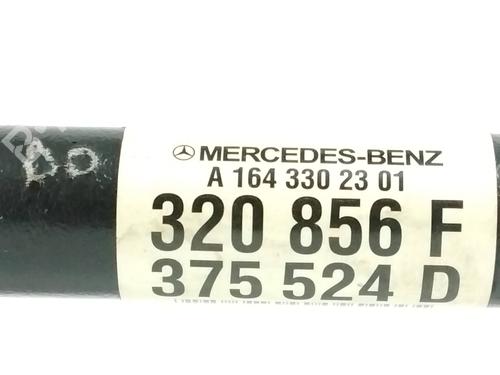 MERCEDES-BENZ
A 164 330 23 01
320 856 F
375 524 D